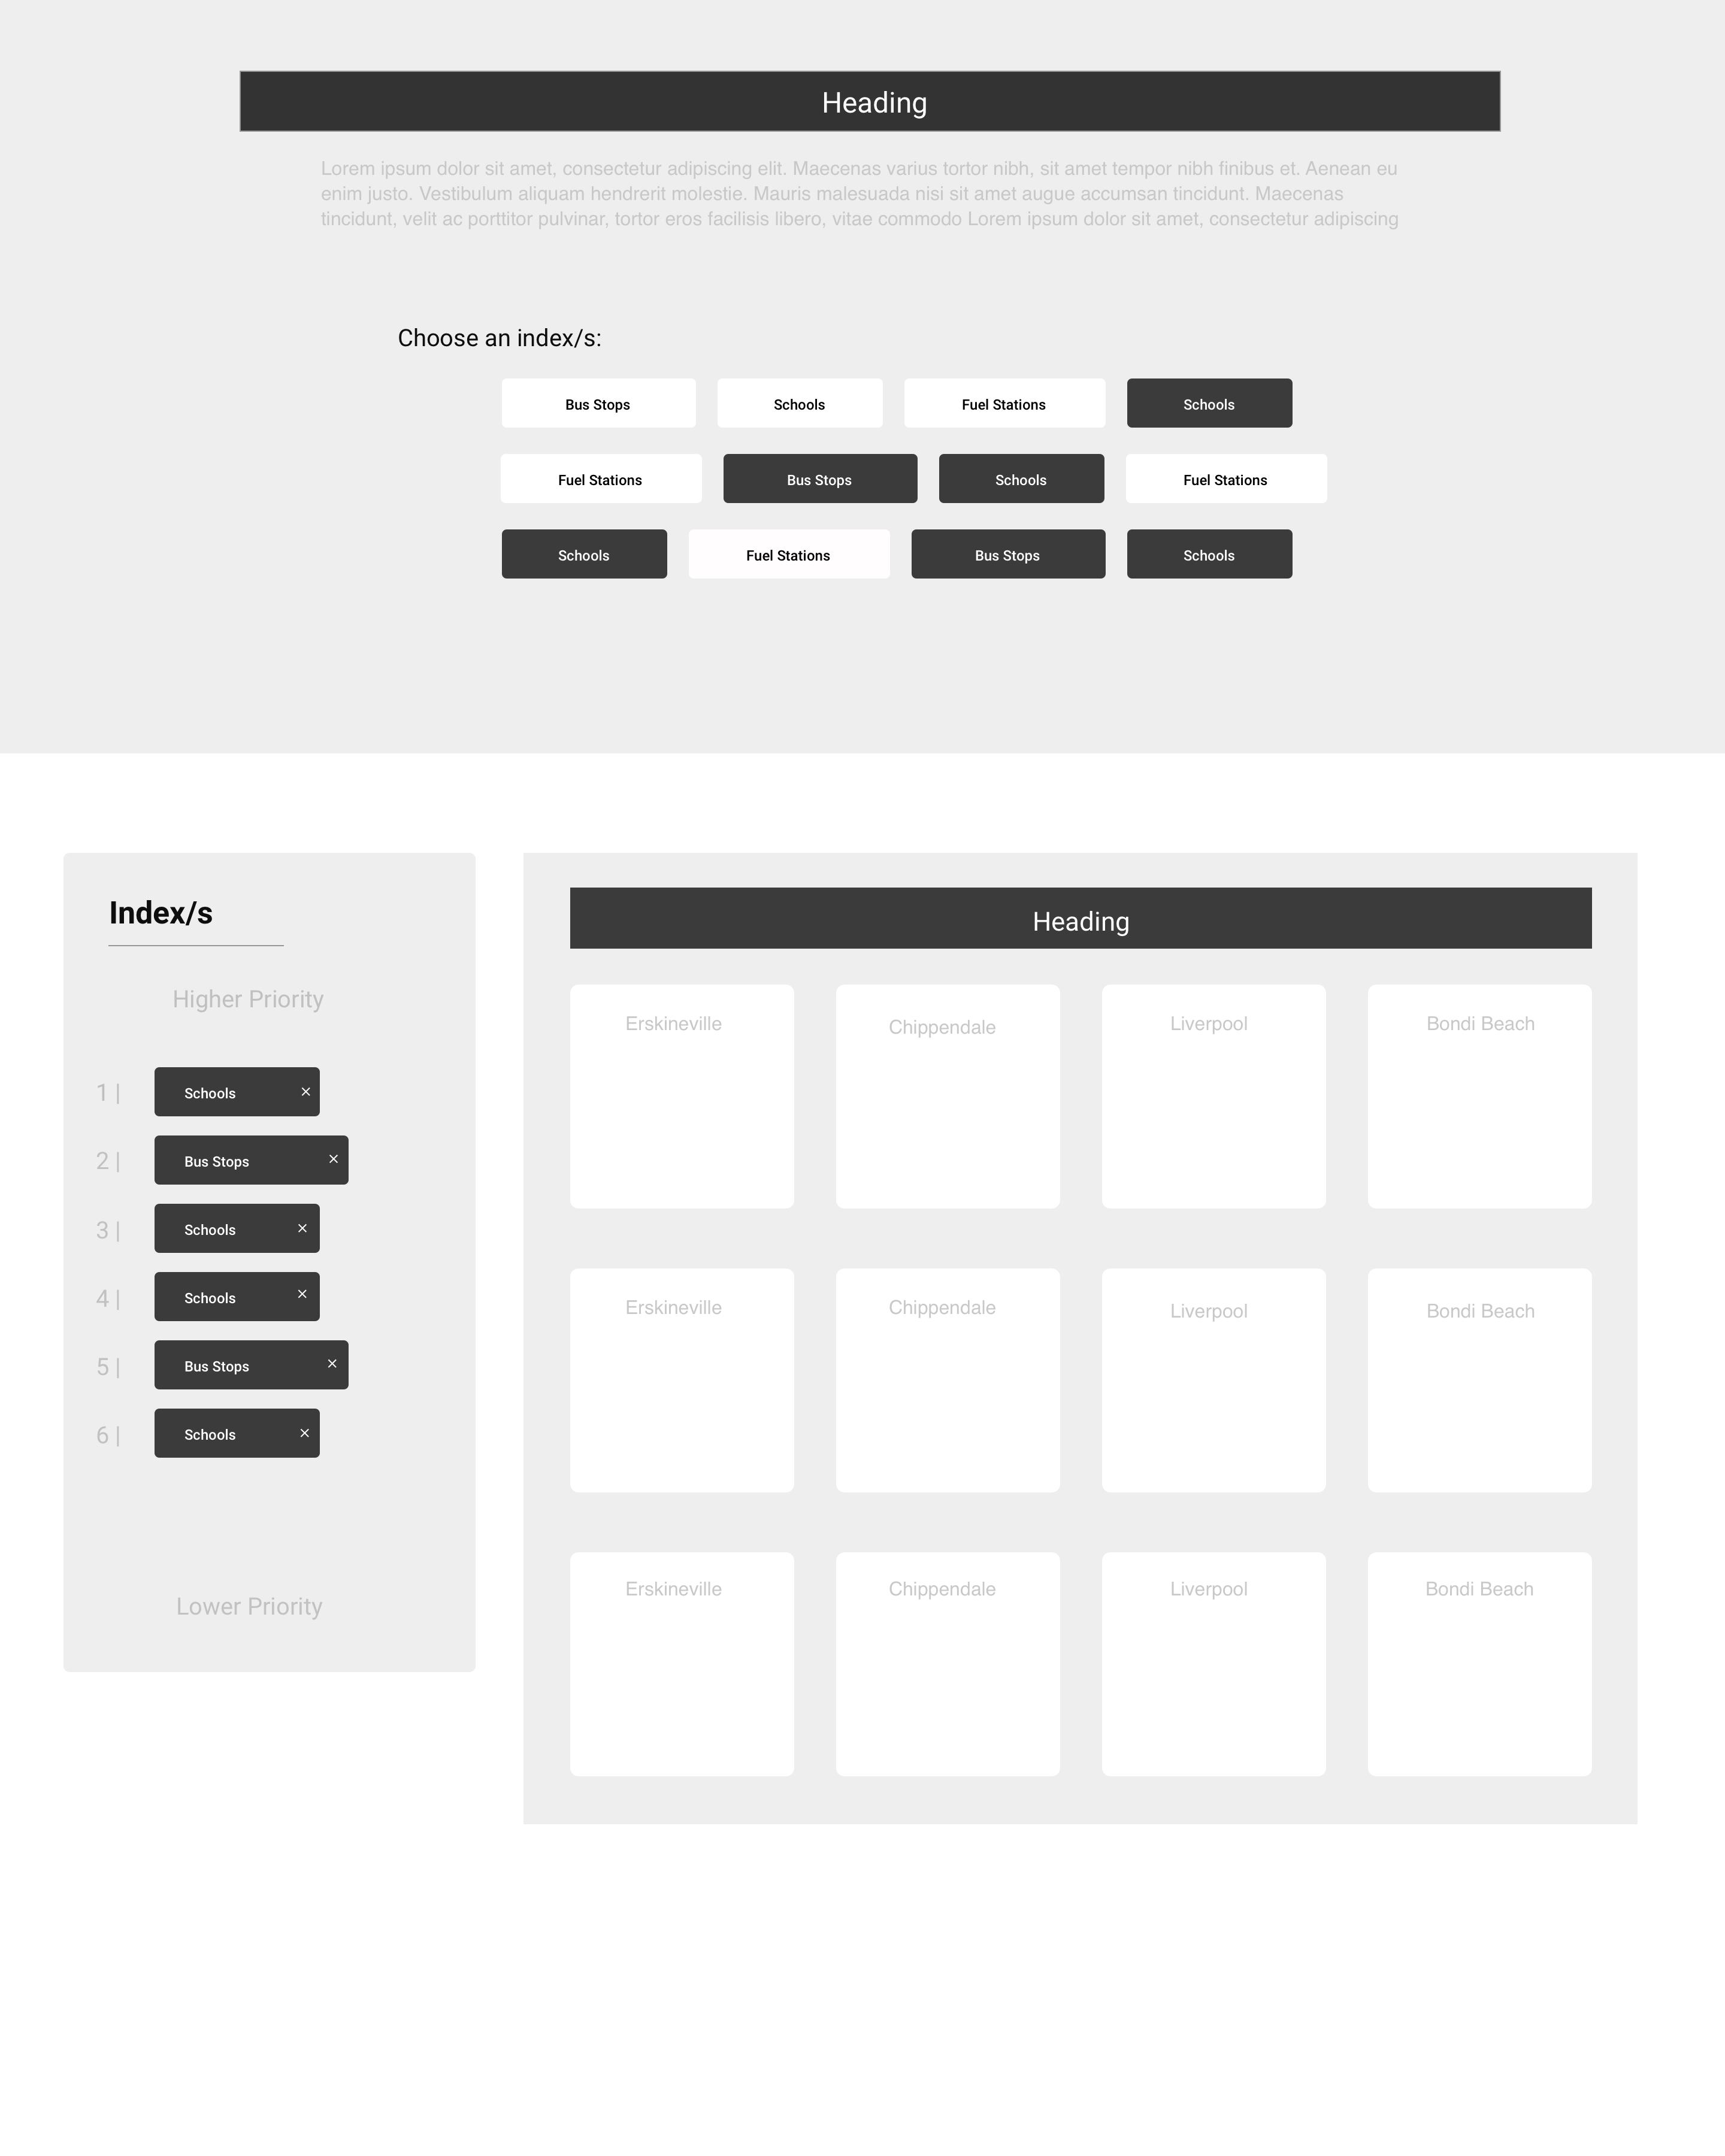 Heading
Lorem ipsum dolor sit amet, consectetur adipiscing elit. Maecenas varius tortor nibh, sit amet tempor nibh finibus et. Aenean eu
enim justo. Vestibulum aliquam hendrerit molestie. Mauris malesuada nisi sit amet augue accumsan tincidunt. Maecenas
tincidunt, velit ac porttitor pulvinar, tortor eros facilisis libero, vitae commodo Lorem ipsum dolor sit amet, consectetur adipiscing
Choose an index/s:
Bus Stops Schools Fuel Stations Schools
Fuel Stations Bus Stops Schools Fuel Stations
Schools Fuel Stations Bus Stops Schools
Index/s
Higher Priority
1 | Schools ×
2 | Bus Stops ×
3 | Schools ×
4 | Schools ×
5 | Bus Stops ×
6 | Schools ×
Lower Priority
Heading
Erskineville Chippendale Liverpool Bondi Beach
Erskineville Chippendale Liverpool Bondi Beach
Erskineville Chippendale Liverpool Bondi Beach